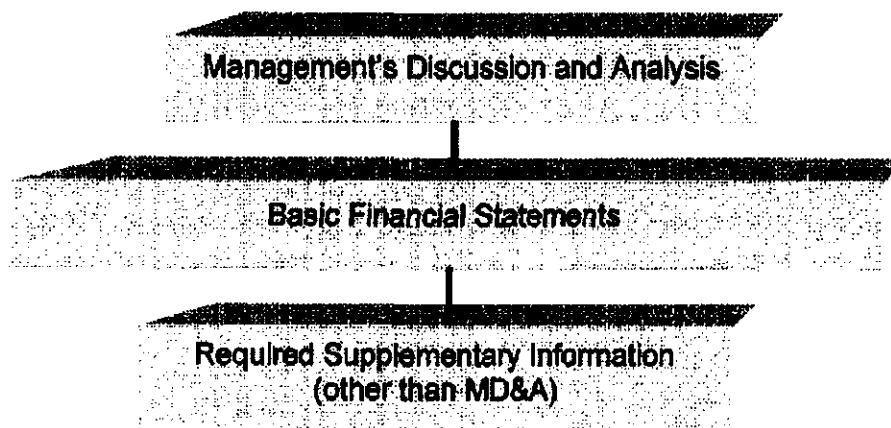 Management's Discussion and Analysis
Basic Financial Statements
Required Supplementary Information
(other than MD&A)